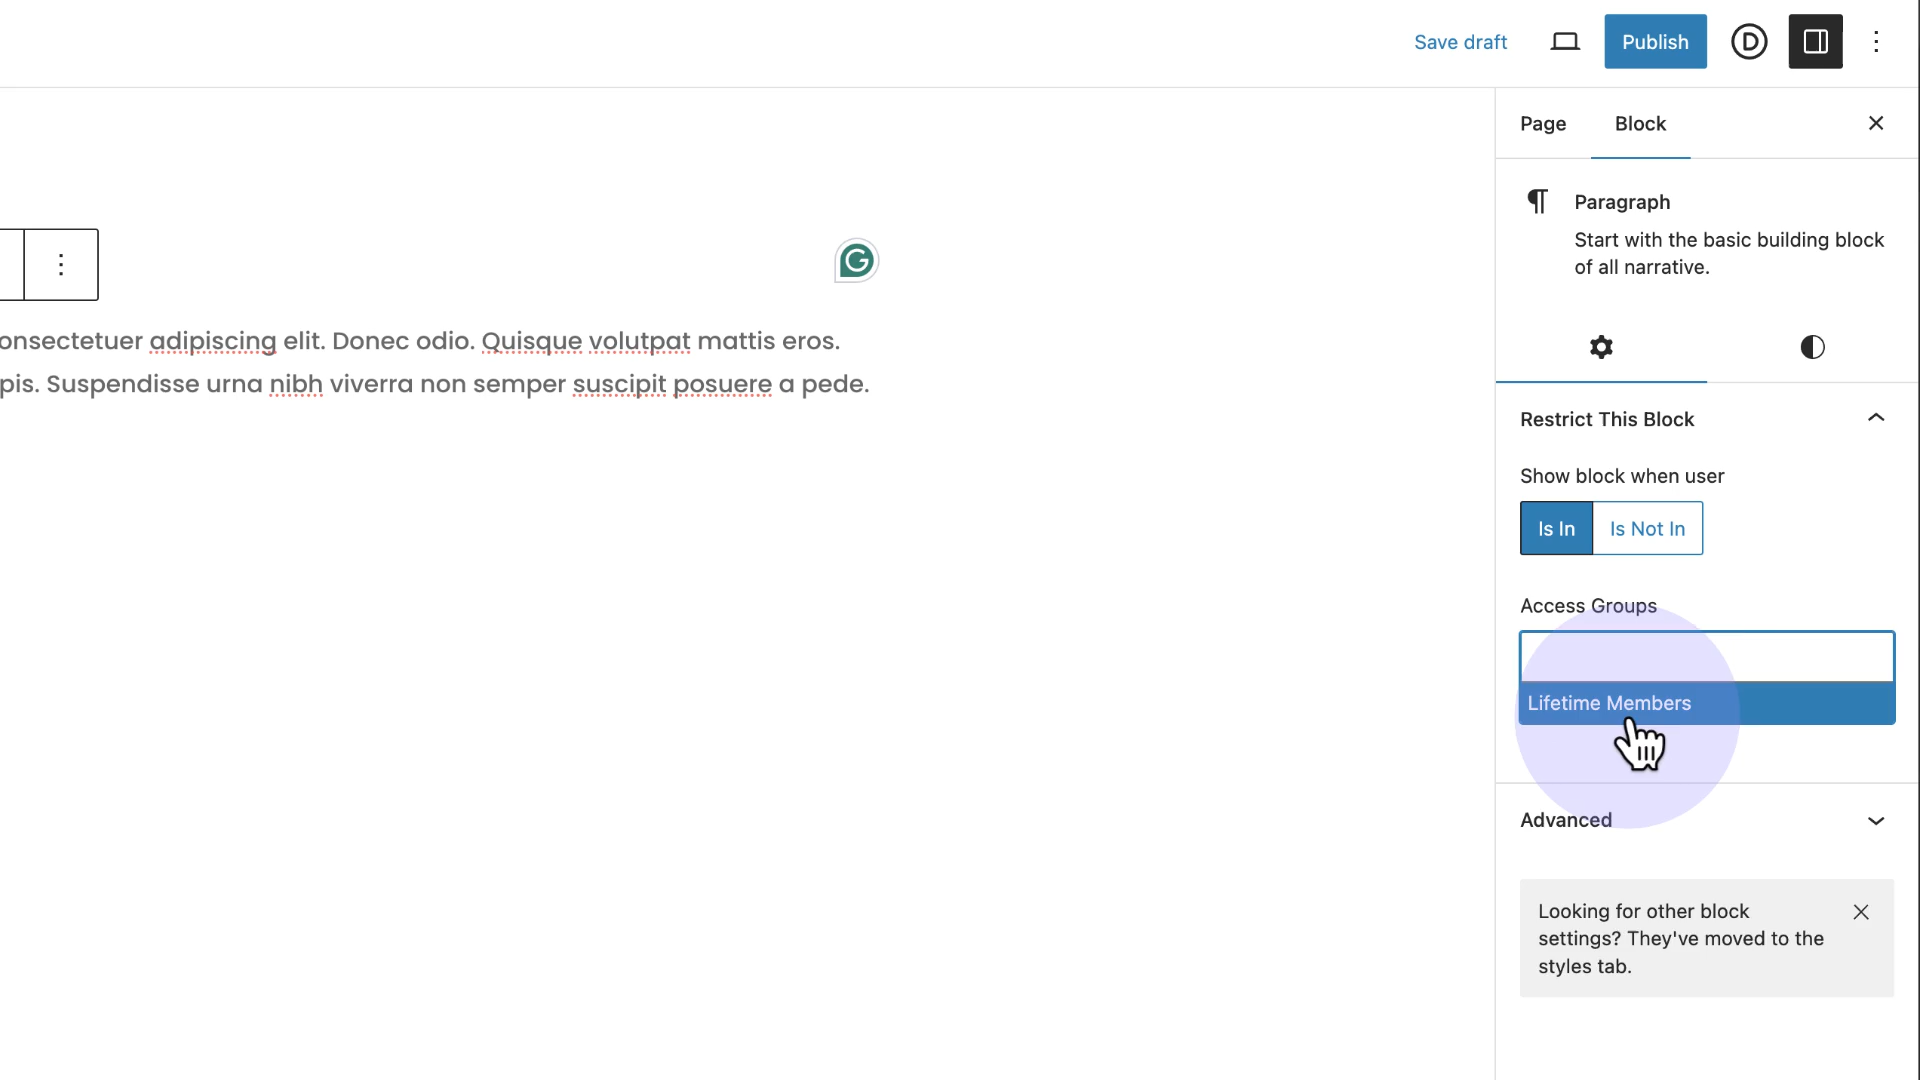 Save draft
Publish
Page
Block
Paragraph
Start with the basic building block
of all narrative.
onsectetuer adipiscing elit. Donec odio. Quisque volutpat mattis eros.
pis. Suspendisse urna nibh viverra non semper suscipit posuere a pede.
Restrict This Block
Show block when user
Is In
Is Not In
Access Groups
Lifetime Members
Advanced
Looking for other block
settings? They've moved to the
styles tab.